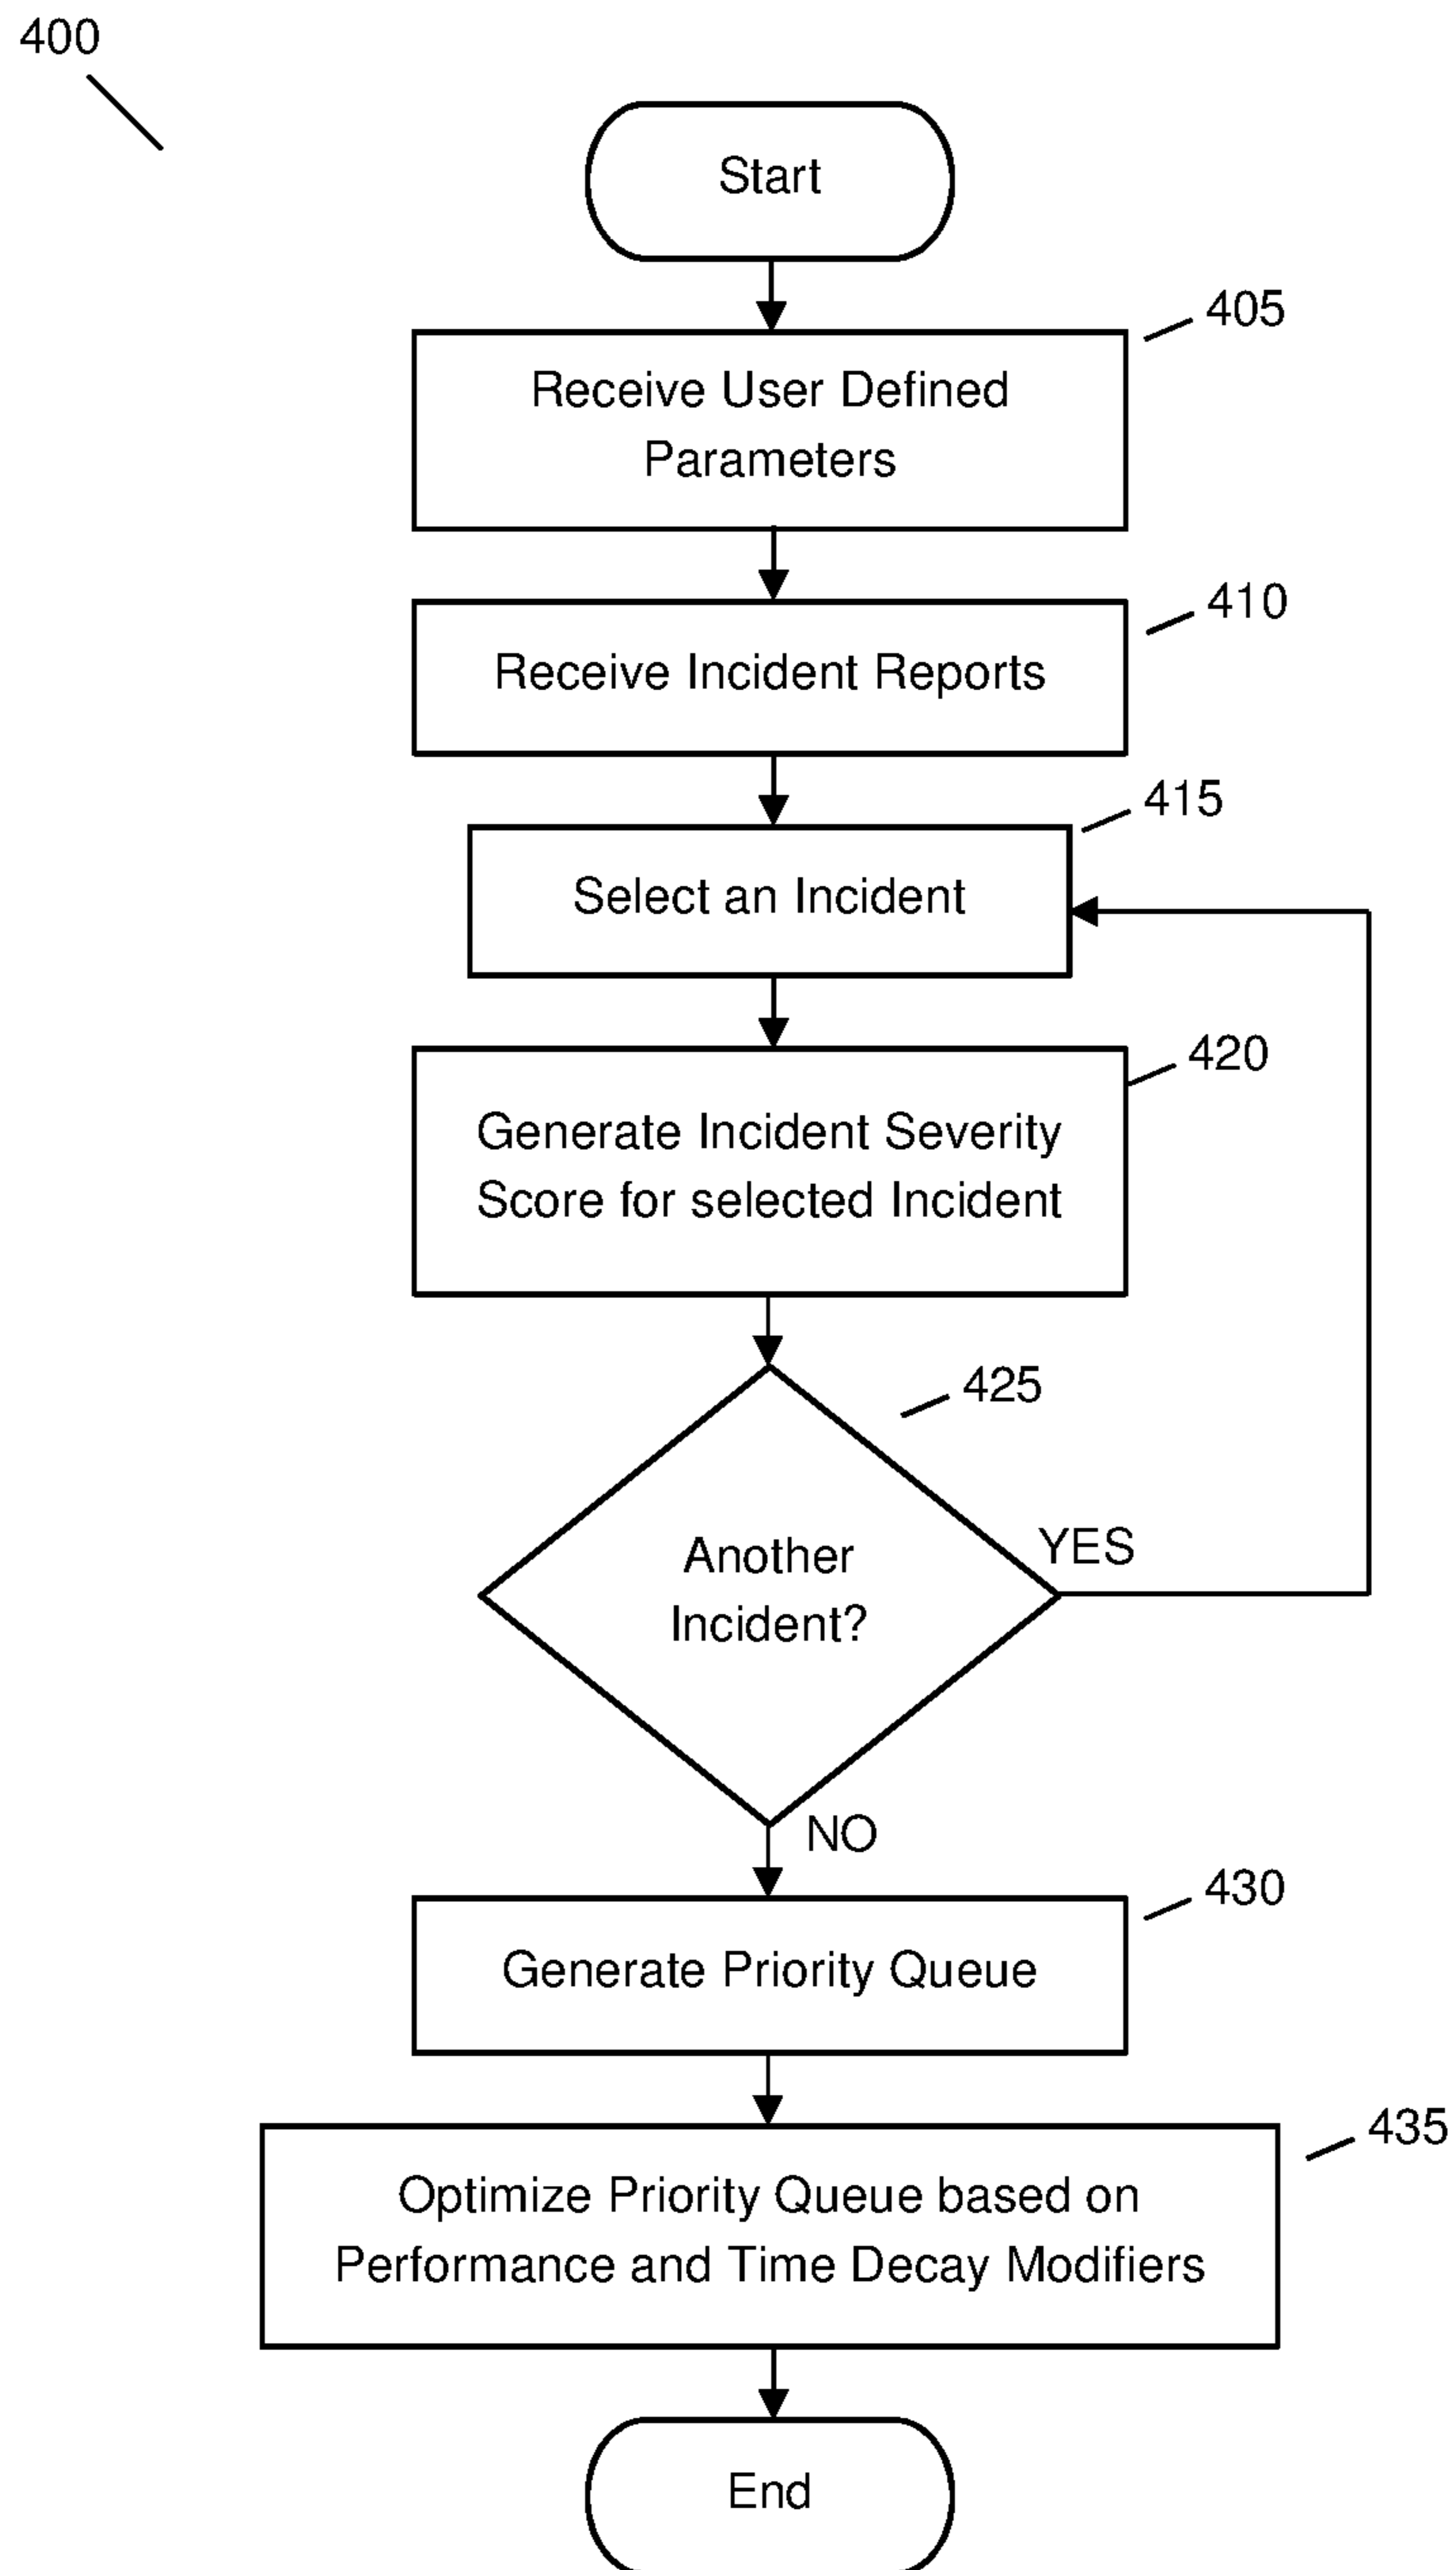 400
Start
405
Receive User Defined
Parameters
410
Receive Incident Reports
415
Select an Incident
420
Generate Incident Severity
Score for selected Incident
425
Another
Incident?
YES
NO
430
Generate Priority Queue
435
Optimize Priority Queue based on
Performance and Time Decay Modifiers
End